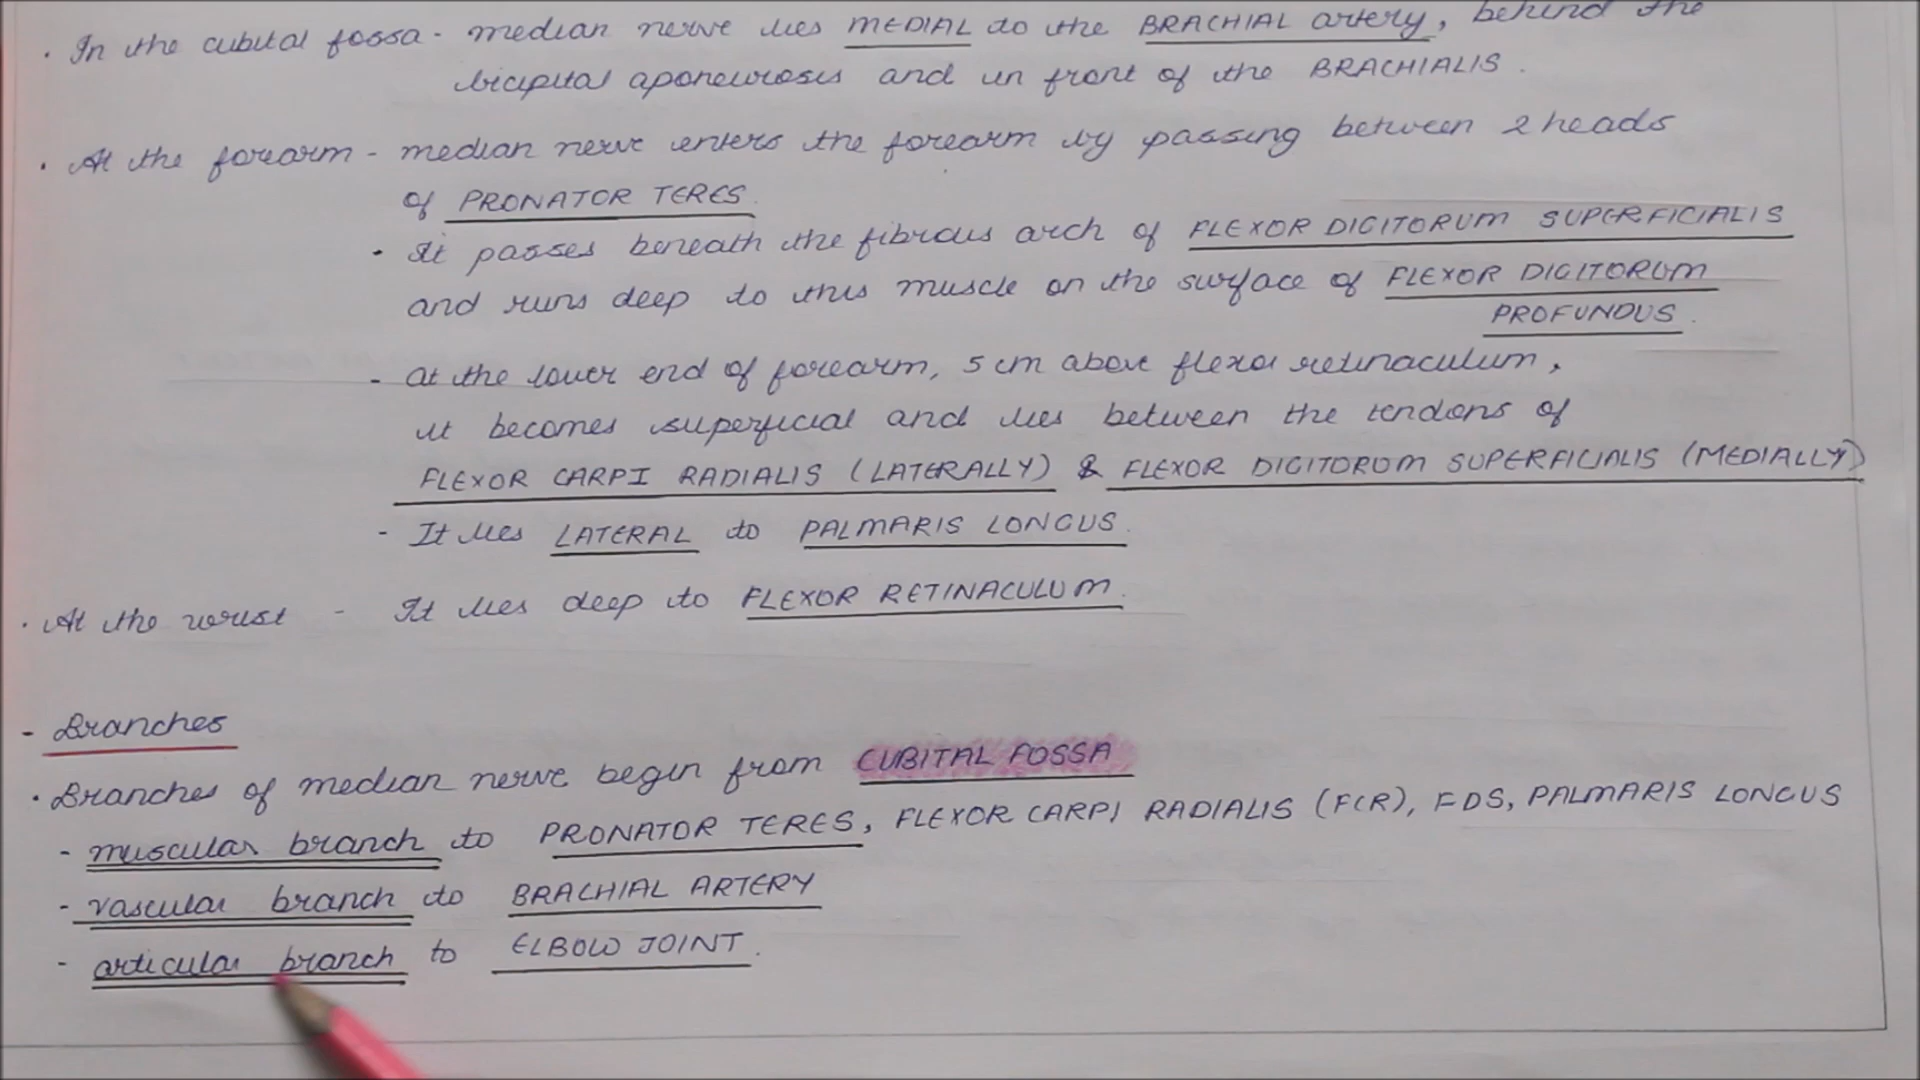 . In the cubital fossa - median nerve lies MEDIAL to the BRACHIAL artery, behind the
bicipital aponeurosis and in front of the BRACHIALIS.
. At the forearm - median nerve enters the forearm by passing between 2 heads
of PRONATOR TERES.
. It passes beneath the fibrous arch of FLEXOR DIGITORUM SUPERFICIALIS
and runs deep to this muscle on the surface of FLEXOR DIGITORUM
PROFUNDUS.
- at the lower end of forearm, 5 cm above flexor retinaculum,
it becomes superficial and lies between the tendons of
FLEXOR CARPI RADIALIS (LATERALLY) & FLEXOR DIGITORUM SUPERFICIALIS (MEDIALLY)
- It lies LATERAL to PALMARIS LONGUS.
. At the wrist - It lies deep to FLEXOR RETINACULUM.
- Branches
. Branches of median nerve begin from CUBITAL FOSSA
- muscular branch to PRONATOR TERES, FLEXOR CARPI RADIALIS (FCR), FDS, PALMARIS LONGUS
- vascular branch to BRACHIAL ARTERY
- articular branch to ELBOW JOINT.